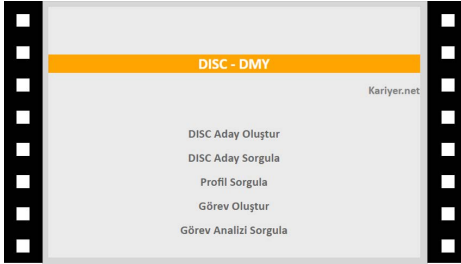 DISC - DMY
Kariyer.net
DISC Aday Oluştur
DISC Aday Sorgula
Profil Sorgula
Görev Oluştur
Görev Analizi Sorgula